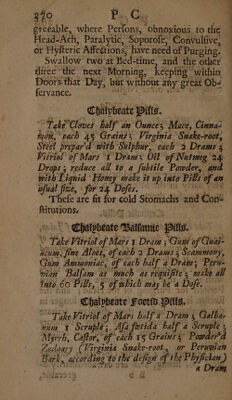 370 P C
greeable, where Persons, obnoxious to the
Head-Ach, Paralytic, Soporose, Convulsive,
or Hysteric Affections, have need of Purging.
Swallow two at Bed-time, and the other
three the next Morning, keeping within
Doors that Day, but without any great Ob-
servance.
Chalybeate Pills.
Take Cloves half an Ounce; Mace, Cinna-
mon, each 45 Grains; Virginia Snake-root,
Steel prepar'd with Sulphur, each 2 Drams;
Vitriol of Mars 1 Dram; Oil of Nutmeg 24
Drops; reduce all to a subtile Powder, and
with Liquid Honey make it up into Pills of an
usual size, for 24 Doses.
These are fit for cold Stomachs and Con-
stitutions.
Chalybeate Balsamic Pills.
Take Vitriol of Mars 1 Dram; Gum of Guai-
acum, fine Aloes, of each 2 Drams; Scammony,
Gum Ammoniac, of each half a Dram; Peru-
vian Balsam as much as requisite; make all
into 60 Pills, 5 of which may be a Dose.
Chalybeate Foetid Pills.
Take Vitriol of Mars half a Dram; Galba-
num 1 Scruple; Assa foetida half a Scruple;
Myrrh, Castor, of each 15 Grains; Powder'd
Zedoary (Virginia Snake-root, or Peruvian
Bark, according to the design of the Physician)
a Dram